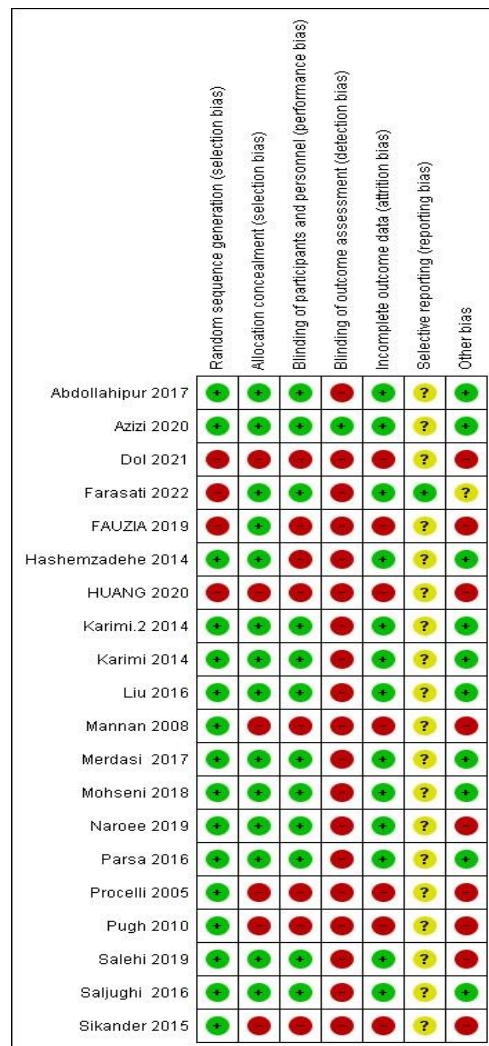 Random sequence generation (selection bias)
Allocation concealment (selection bias)
Blinding of participants and personnel (performance bias)
Blinding of outcome assessment (detection bias)
Incomplete outcome data (attrition bias)
Selective reporting (reporting bias)
Other bias
Abdollahipur 2017 + + + - + ? +
Azizi 2020 + + + + + ? +
Dol 2021 - - - - - ? -
Farasati 2022 - + + - + + ?
FAUZIA 2019 - + - - - ? -
Hashemzadehe 2014 + + - - + ? +
HUANG 2020 - - - - - ? -
Karimi.2 2014 + + + - + ? +
Karimi 2014 + + + - + ? +
Liu 2016 + + + - + ? +
Mannan 2008 + - - - - ? -
Merdasi 2017 + + + - + ? +
Mohseni 2018 + + + - + ? +
Naroee 2019 + + + - + ? -
Parsa 2016 + + + - + ? +
Procelli 2005 + - - - - ? -
Pugh 2010 + - - - - ? -
Salehi 2019 + + + - + ? -
Saljughi 2016 + + + - + ? +
Sikander 2015 + - - - - ? -